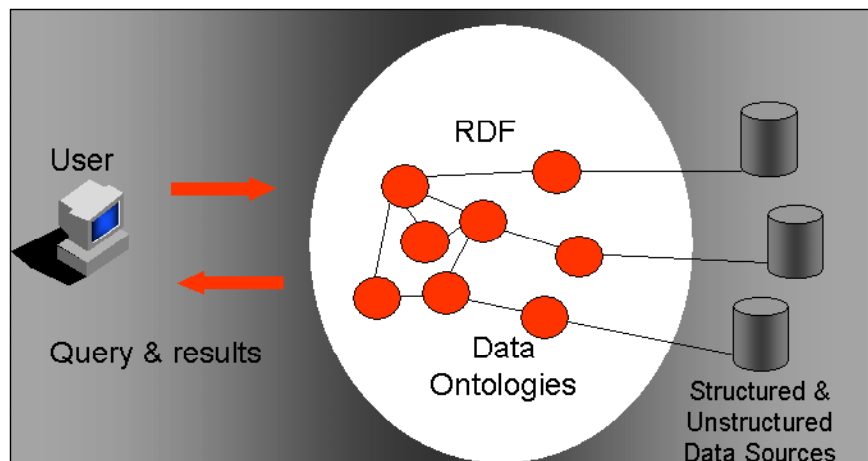 User
Query & results
RDF
Data
Ontologies
Structured &
Unstructured
Data Sources